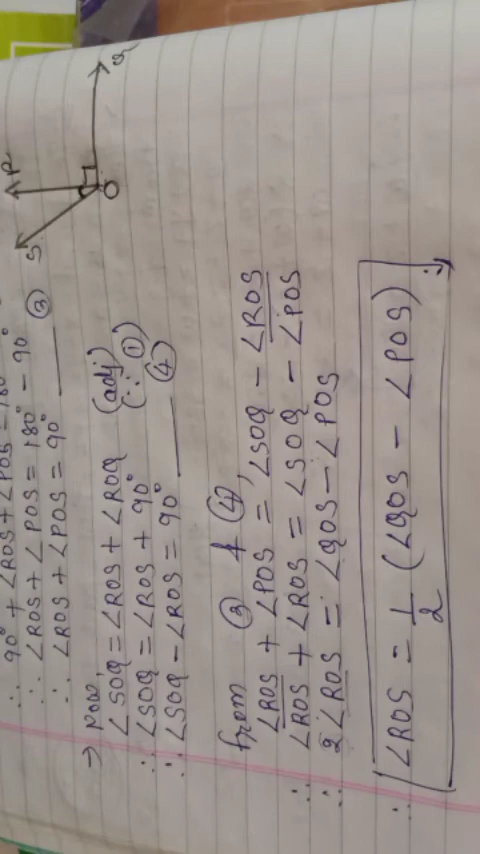 ∴ 90° + ∠ROS + ∠POS = 180°
∴ ∠ROS + ∠POS = 180° - 90°
∴ ∠ROS + ∠POS = 90° ——— ③
S
P
O
⇒ Now,
∠SOQ = ∠ROS + ∠ROQ (adj)
∴ ∠SOQ = ∠ROS + 90° (∵ ①)
∴ ∠SOQ - ∠ROS = 90° ——— ④
from ③ & ④,
∠ROS + ∠POS = ∠SOQ - ∠ROS
∴ ∠ROS + ∠ROS = ∠SOQ - ∠POS
∴ 2∠ROS = ∠QOS - ∠POS
∴ ∠ROS = 1/2 (∠QOS - ∠POS)